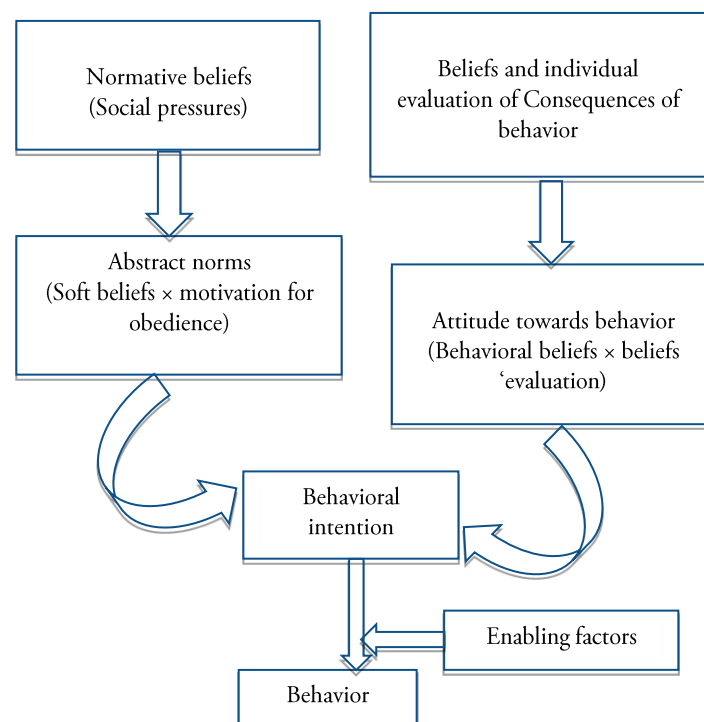 Normative beliefs
(Social pressures)
Beliefs and individual
evaluation of Consequences of
behavior
Abstract norms
(Soft beliefs × motivation for
obedience)
Attitude towards behavior
(Behavioral beliefs × beliefs
‘evaluation)
Behavioral
intention
Enabling factors
Behavior